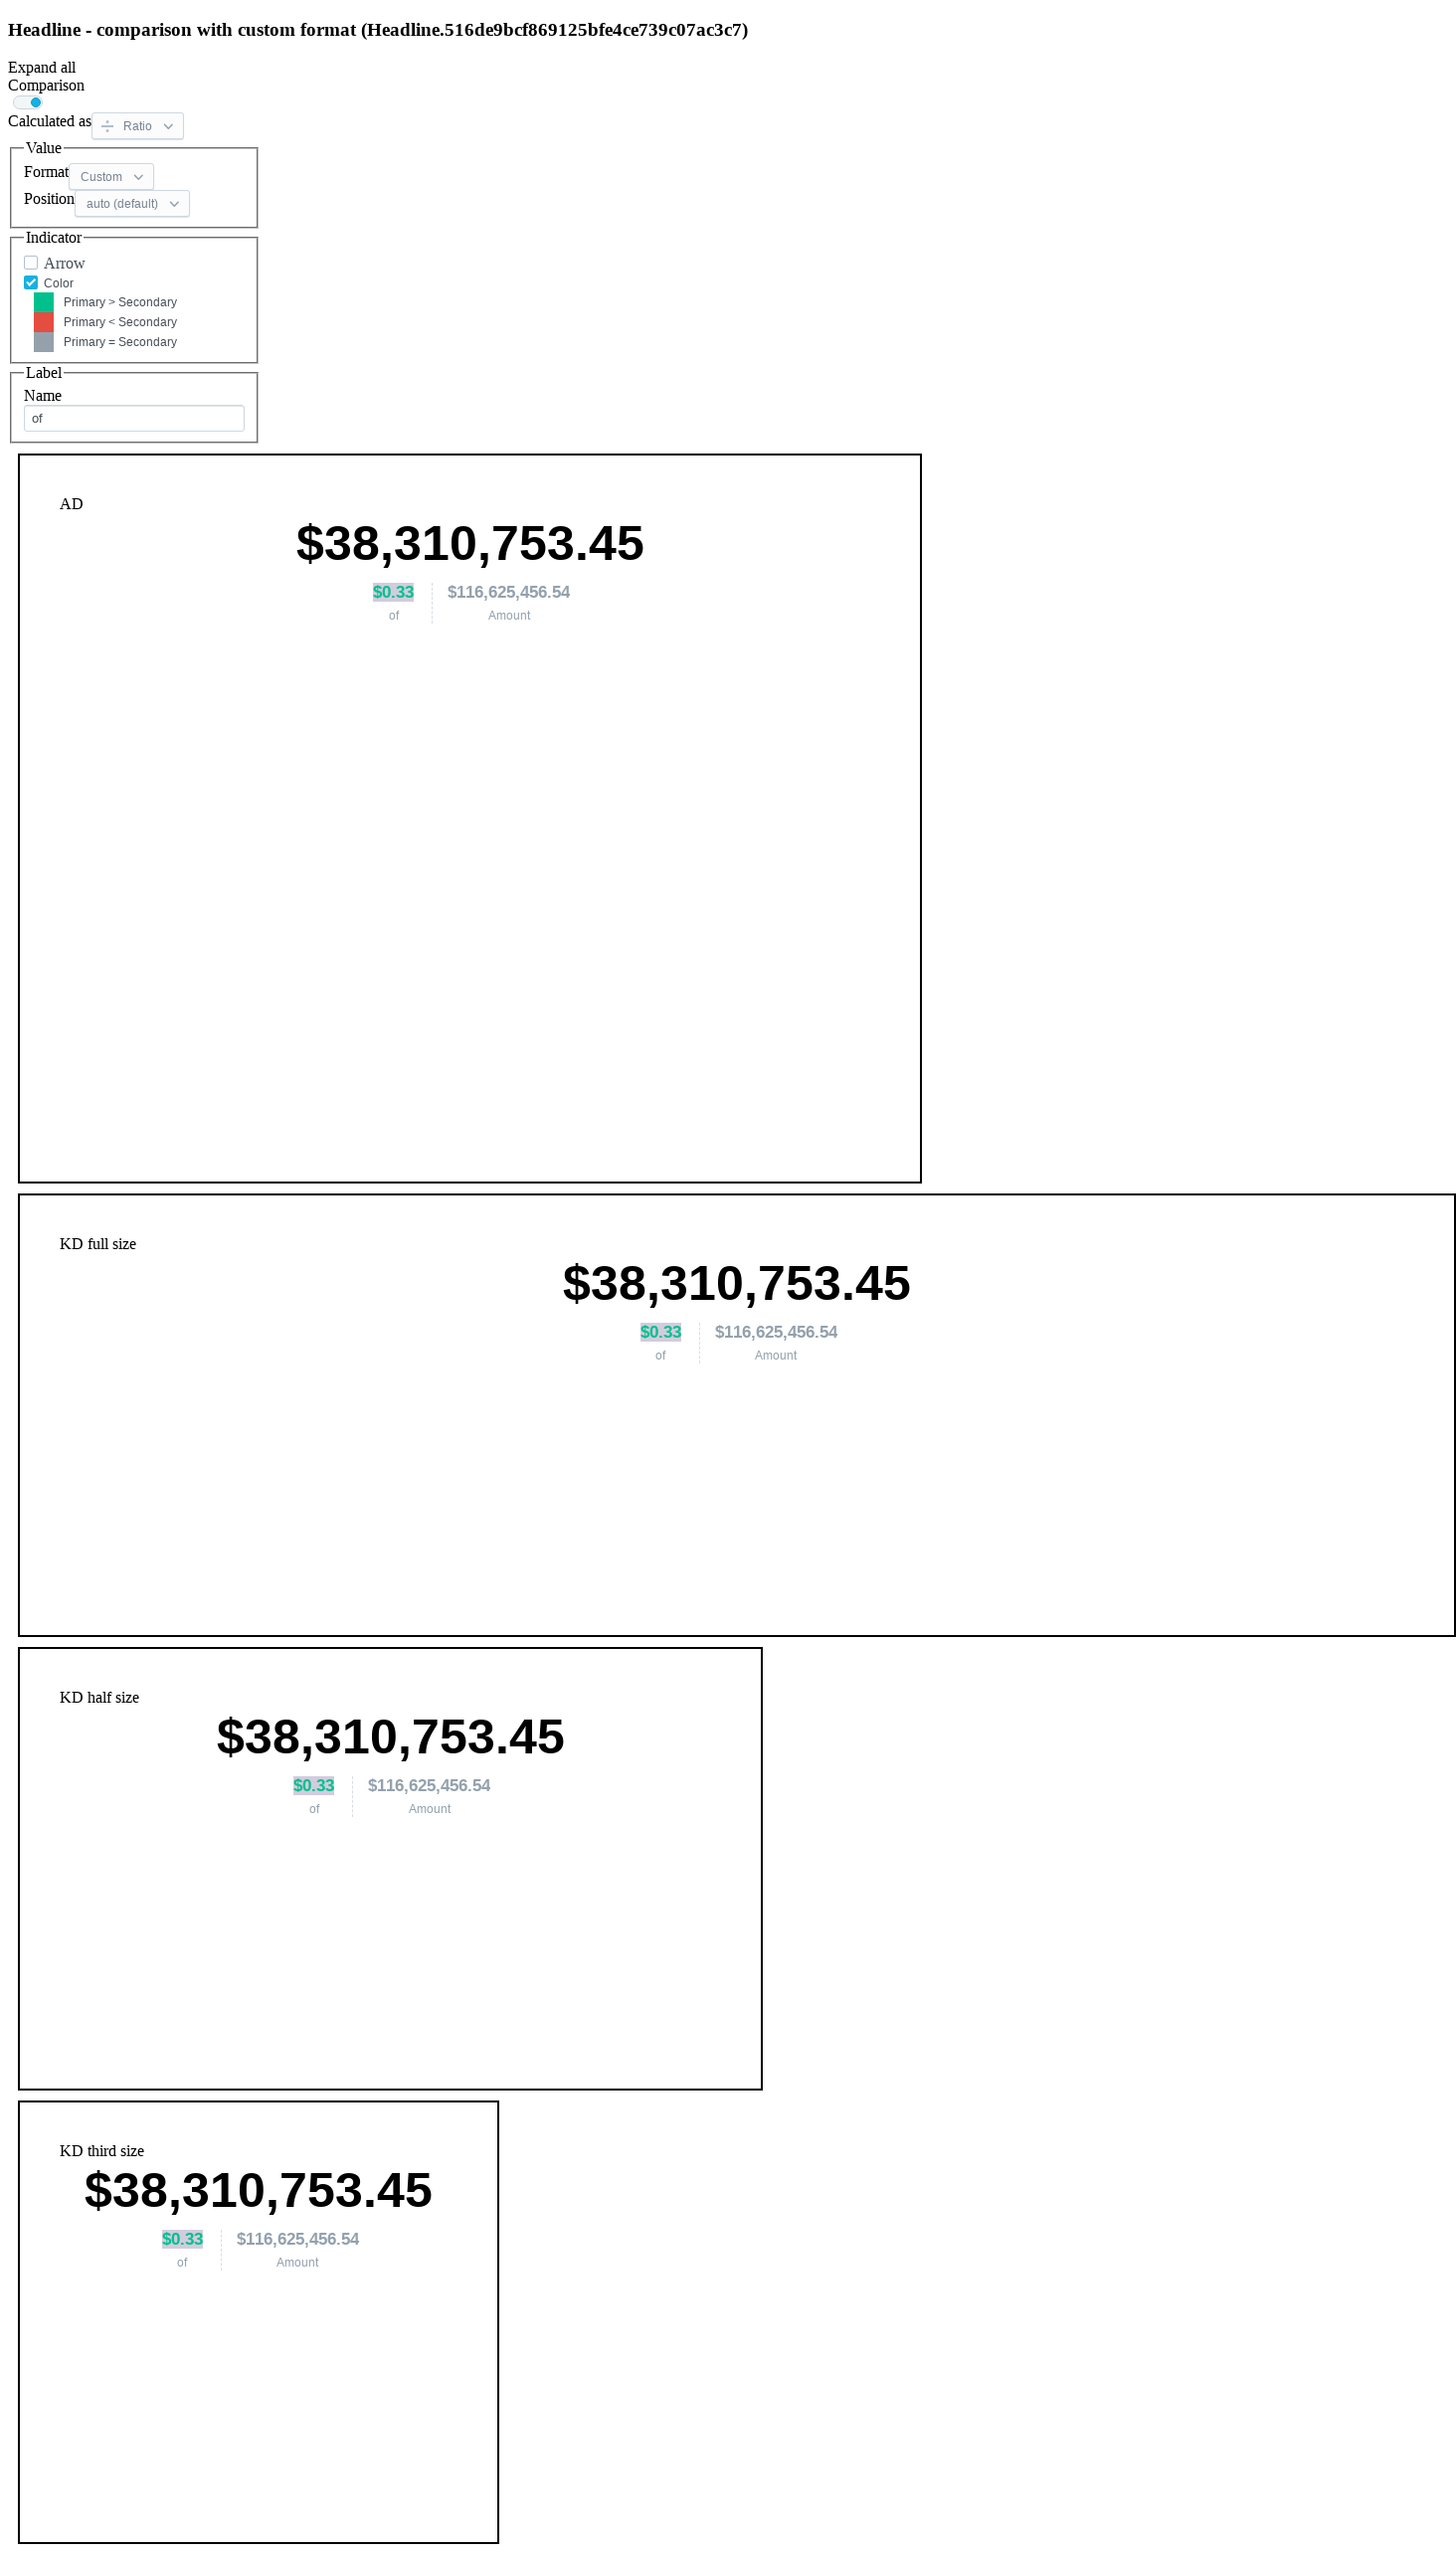 Headline - comparison with custom format (Headline.516de9bcf869125bfe4ce739c07ac3c7)
Expand all
Comparison
Calculated as Ratio
Value
Format Custom
Position auto (default)
Indicator
Arrow
Color
Primary > Secondary
Primary < Secondary
Primary = Secondary
Label
Name
of
AD
$38,310,753.45
$0.33 $116,625,456.54
of Amount
KD full size
$38,310,753.45
$0.33 $116,625,456.54
of Amount
KD half size
$38,310,753.45
$0.33 $116,625,456.54
of Amount
KD third size
$38,310,753.45
$0.33 $116,625,456.54
of Amount